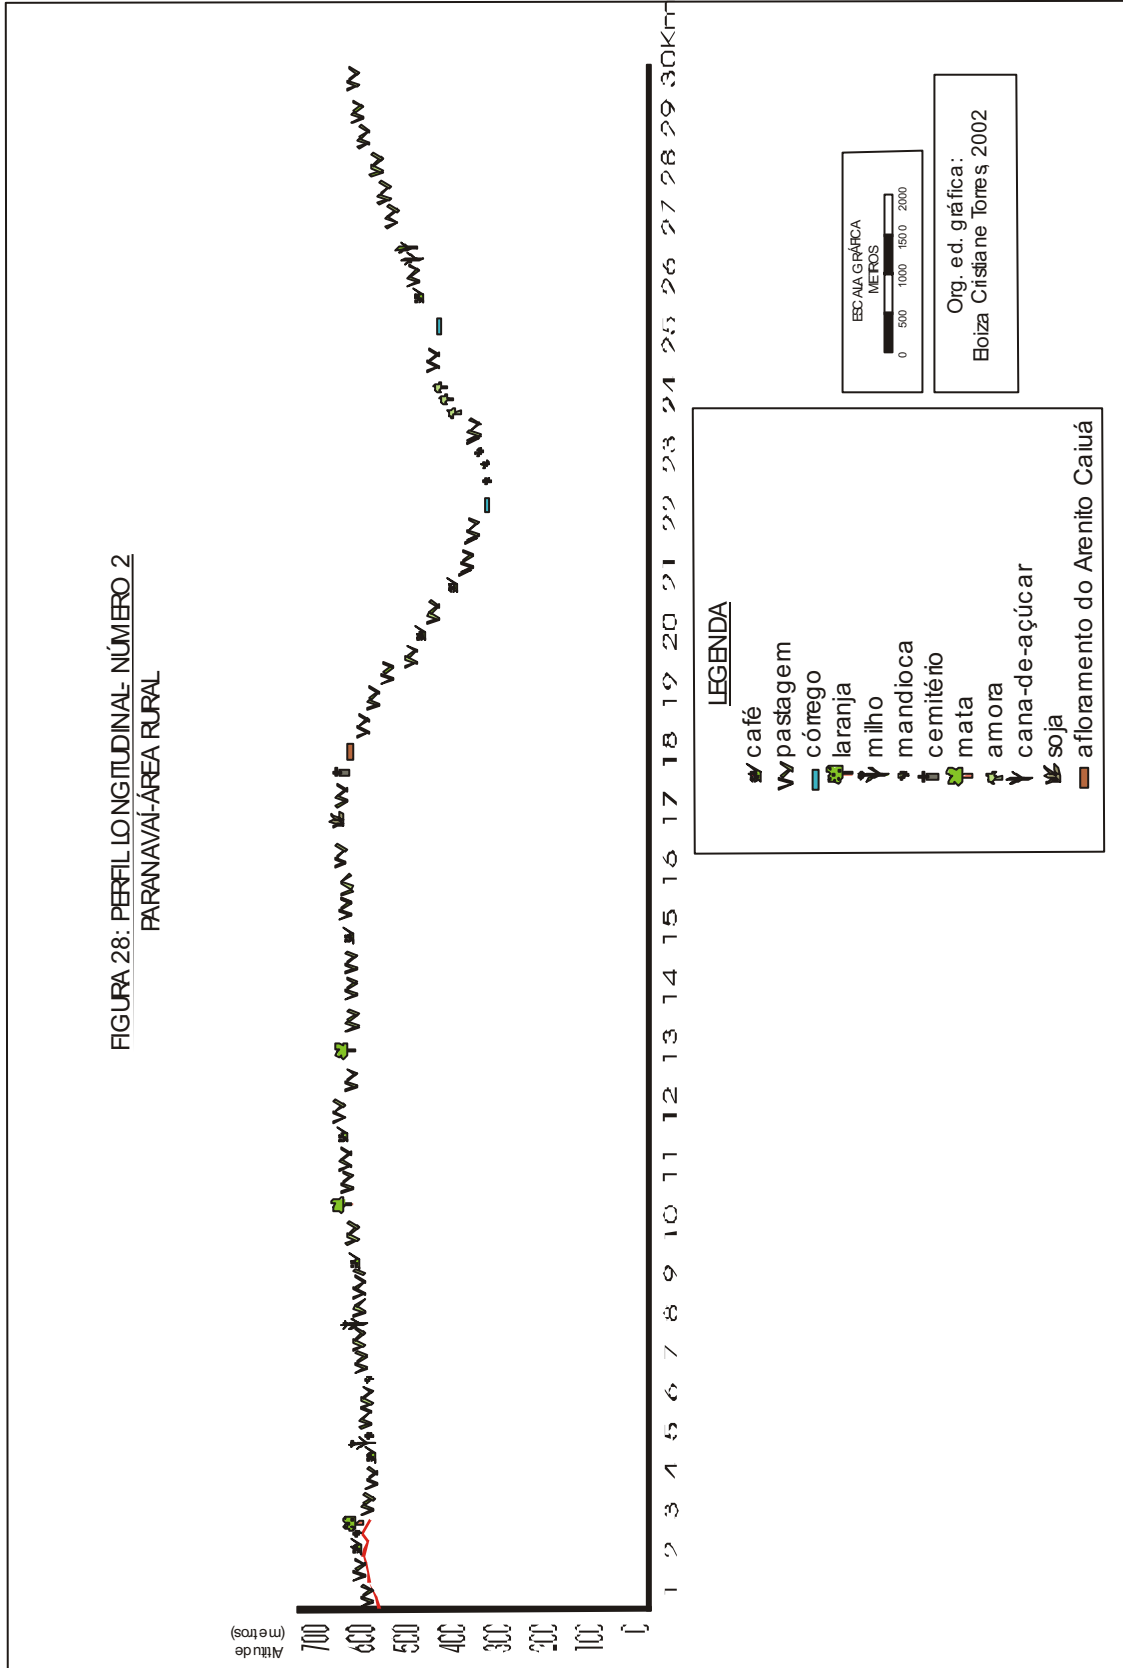 FIGURA 28: PERFIL LONGITUDINAL- NÚMERO 2
PARANAVAÍ-ÁREA RURAL
Altitude
(metros)
700
600
500
400
300
200
100
0
1 2 3 4 5 6 7 8 9 10 11 12 13 14 15 16 17 18 19 20 21 22 23 24 25 26 27 28 29 30Km
LEGENDA
café
pastagem
córrego
laranja
milho
mandioca
cemitério
mata
amora
cana-de-açúcar
soja
afloramento do Arenito Caiuá
ESCALA GRÁFICA
METROS
0 500 1000 1500 2000
Org. ed. gráfica:
Eloiza Cristiane Torres, 2002